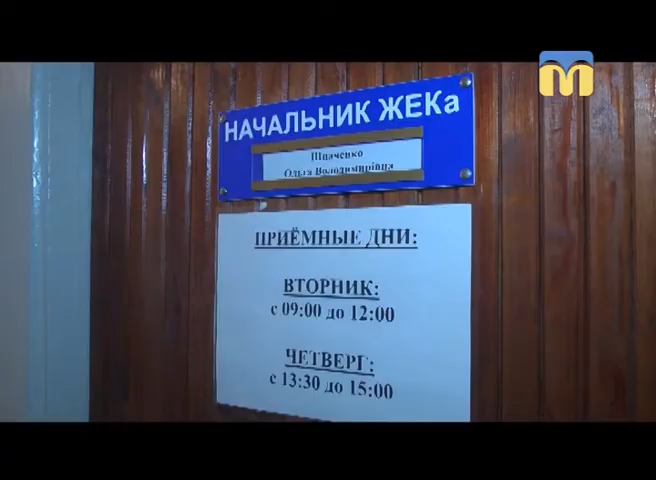 НАЧАЛЬНИК ЖЕКа
Шпаченко
Ольга Володимирівна
ПРИЁМНЫЕ ДНИ:
ВТОРНИК:
с 09:00 до 12:00
ЧЕТВЕРГ:
с 13:30 до 15:00